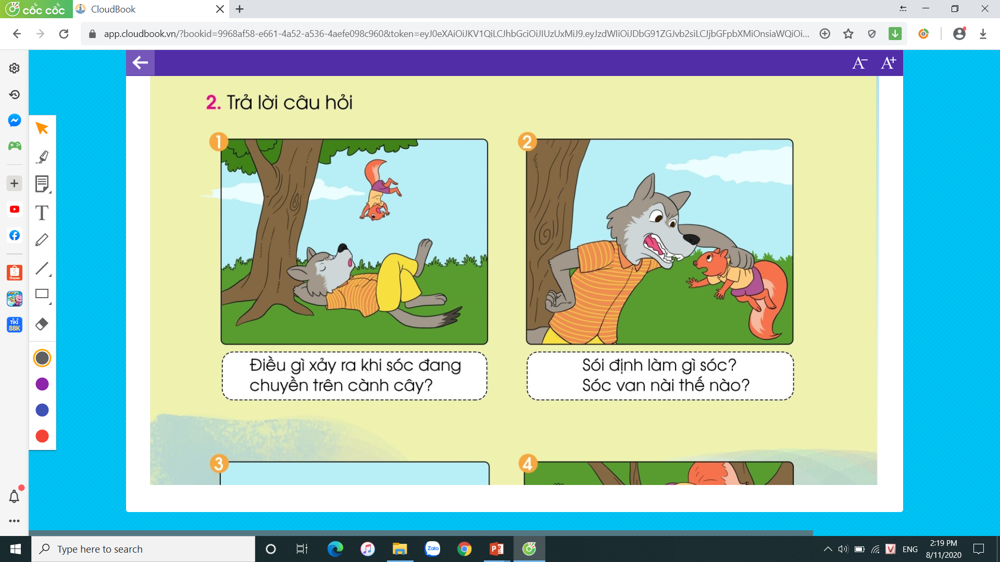 cốc cốc
CloudBook
app.cloudbook.vn/?bookid=9968af58-e661-4a52-a536-4aefe098c960&token=eyJ0eXAiOiJKV1QiLCJhbGciOiJIUzUxMiJ9.eyJzdWIiOiJDbG91ZGJvb2siLCJjbGFpbXMiOnsiaWQiOi...
A- A+
2. Trả lời câu hỏi
1
2
Điều gì xảy ra khi sóc đang
chuyền trên cành cây?
Sói định làm gì sóc?
Sóc van nài thế nào?
3
4
T
TIKI
88K
Type here to search
Zalo
ENG
2:19 PM
8/11/2020